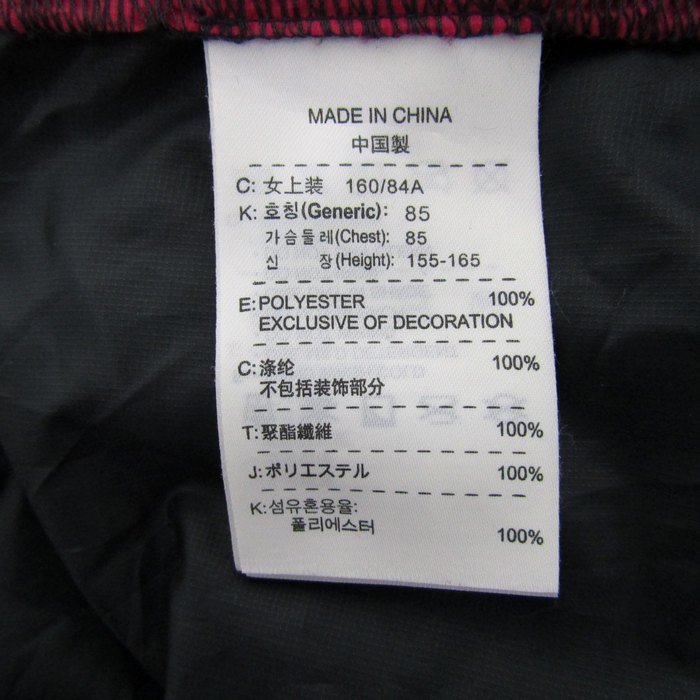 MADE IN CHINA
中国製
C: 女上装 160/84A
K: 호칭(Generic): 85
가슴둘레(Chest): 85
신 장(Height): 155-165
E: POLYESTER 100%
EXCLUSIVE OF DECORATION
C: 涤纶 100%
不包括装饰部分
T: 聚酯纖維 100%
J: ポリエステル 100%
K: 섬유혼용율:
폴리에스터 100%